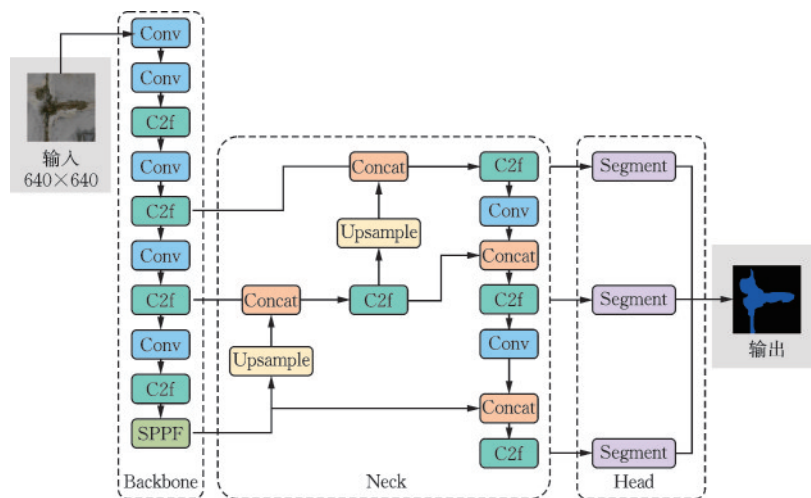 输入
640×640
Conv
Conv
C2f
Conv
C2f
Conv
C2f
Conv
C2f
SPPF
Backbone
Concat
Upsample
Concat
Upsample
C2f
C2f
Conv
Concat
C2f
Conv
Concat
C2f
Neck
Segment
Segment
Segment
Head
输出